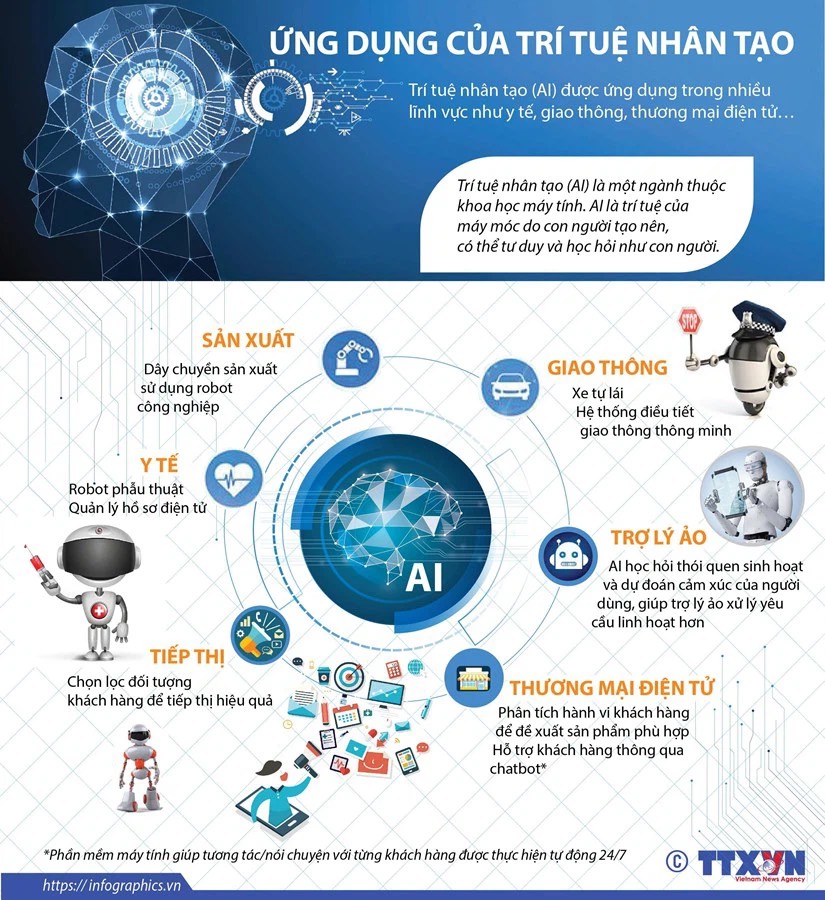 ỨNG DỤNG CỦA TRÍ TUỆ NHÂN TẠO
Trí tuệ nhân tạo (AI) được ứng dụng trong nhiều
lĩnh vực như y tế, giao thông, thương mại điện tử...
Trí tuệ nhân tạo (AI) là một ngành thuộc
khoa học máy tính. AI là trí tuệ của
máy móc do con người tạo nên,
có thể tư duy và học hỏi như con người.
SẢN XUẤT
Dây chuyền sản xuất
sử dụng robot
công nghiệp
STOP
GIAO THÔNG
Xe tự lái
Hệ thống điều tiết
giao thông thông minh
Y TẾ
Robot phẫu thuật
Quản lý hồ sơ điện tử
AI
TRỢ LÝ ẢO
AI học hỏi thói quen sinh hoạt
và dự đoán cảm xúc của người
dùng, giúp trợ lý ảo xử lý yêu
cầu linh hoạt hơn
TIẾP THỊ
Chọn lọc đối tượng
khách hàng để tiếp thị hiệu quả
THƯƠNG MẠI ĐIỆN TỬ
Phân tích hành vi khách hàng
để đề xuất sản phẩm phù hợp
Hỗ trợ khách hàng thông qua
chatbot*
*Phần mềm máy tính giúp tương tác/nói chuyện với từng khách hàng được thực hiện tự động 24/7
© TTXVN
Vietnam News Agency
https://infographics.vn